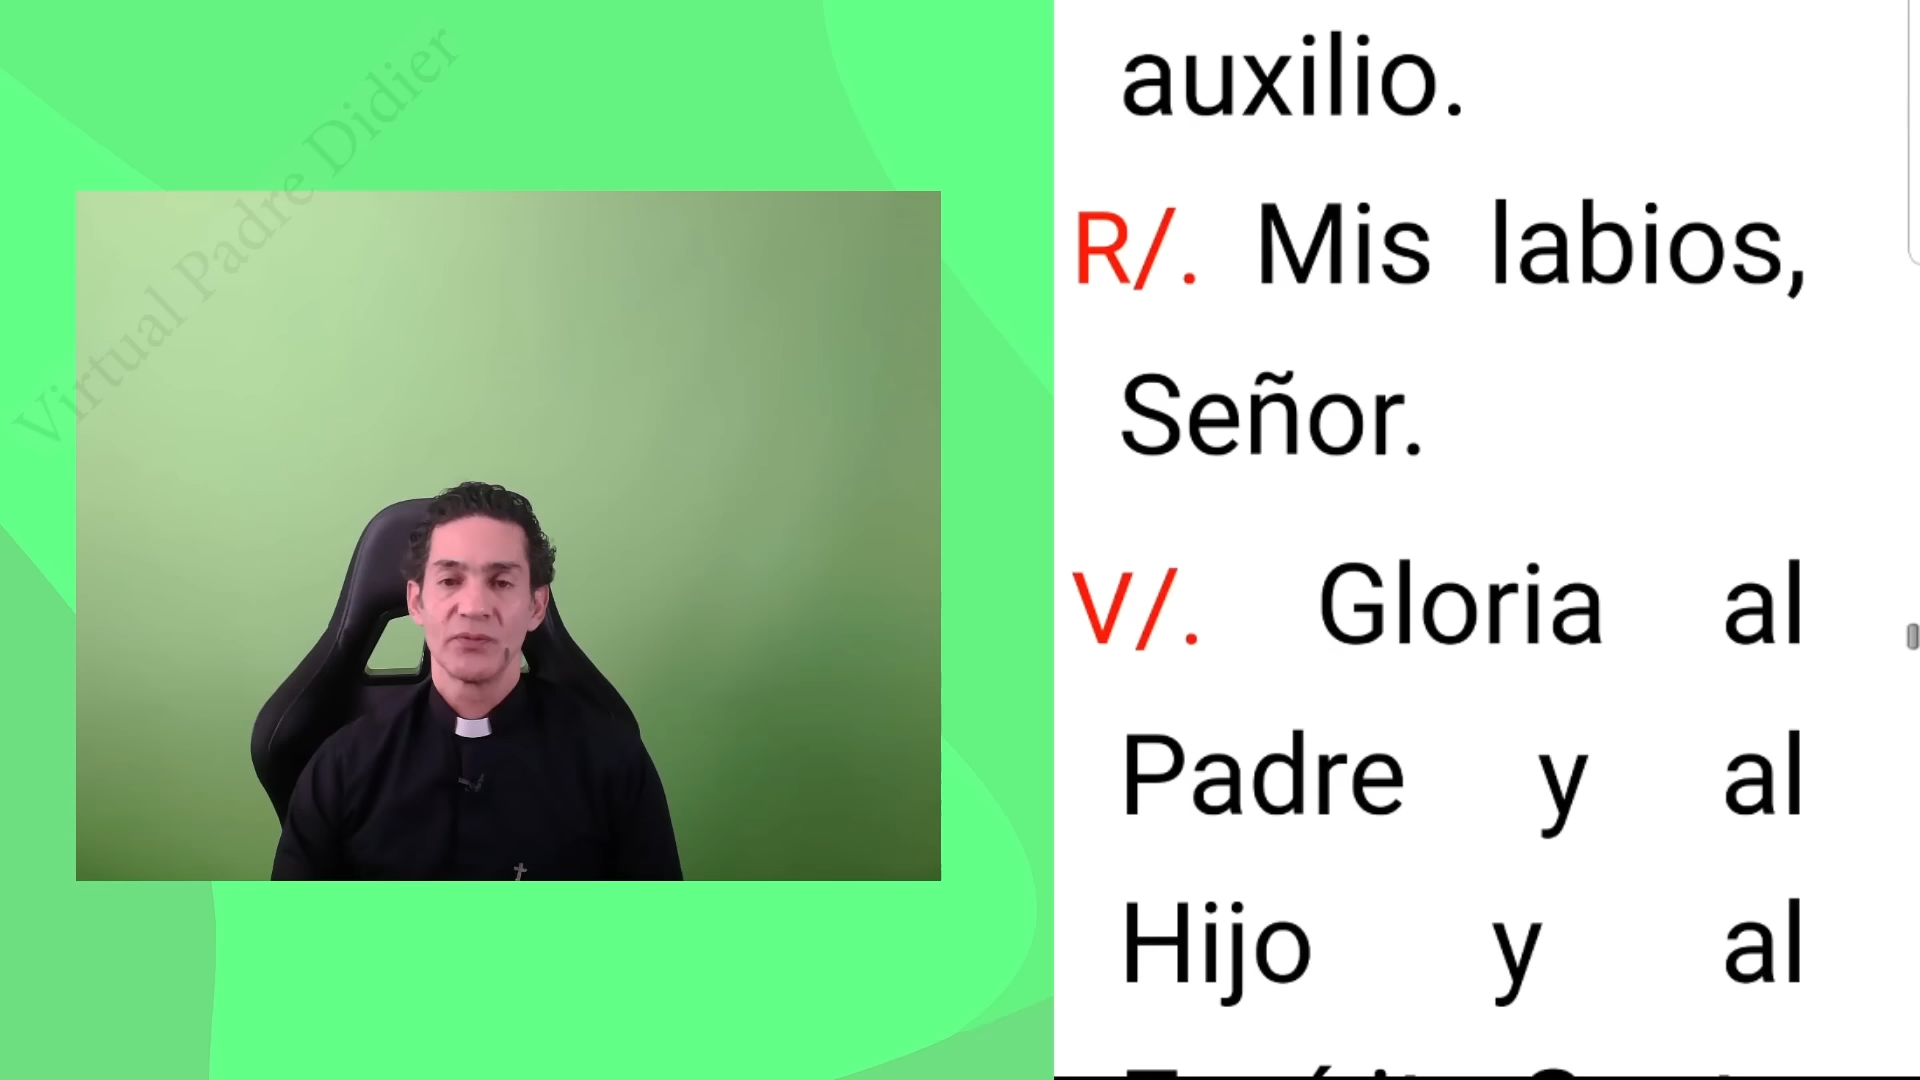 Virtual Padre Didier
auxilio.
R/. Mis labios,
Señor.
V/. Gloria al
Padre y al
Hijo y al